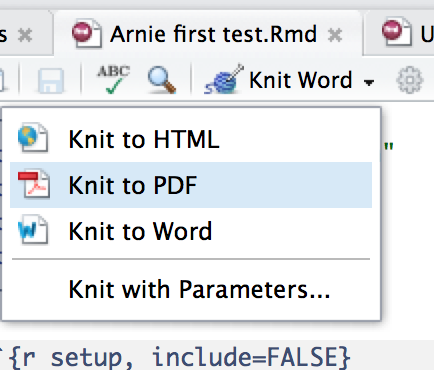 s Arnie first test.Rmd U
ABC Knit Word
Knit to HTML
"
Knit to PDF
Knit to Word
Knit with Parameters...
`{r setup, include=FALSE}